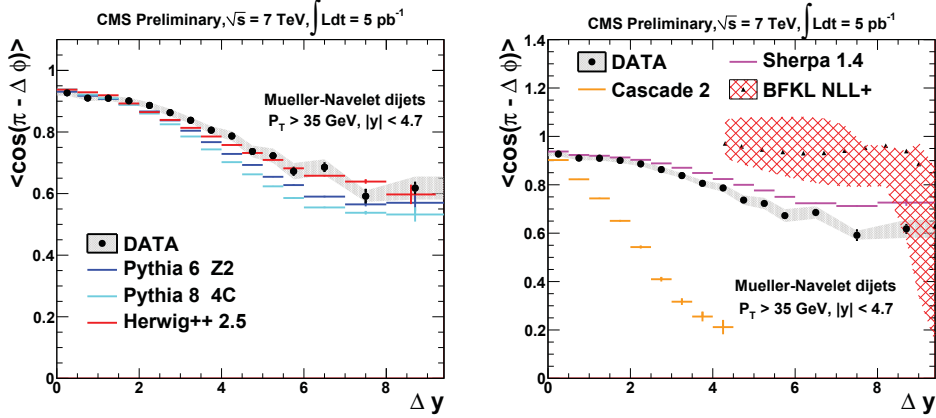 CMS Preliminary, √s = 7 TeV, ∫Ldt = 5 pb⁻¹
<cos(π - Δ ϕ)>
1
0.8
0.6
0.4
0.2
0
Mueller-Navelet dijets
P_T > 35 GeV, |y| < 4.7
DATA
Pythia 6 Z2
Pythia 8 4C
Herwig++ 2.5
0 2 4 6 8
Δ y
CMS Preliminary, √s = 7 TeV, ∫Ldt = 5 pb⁻¹
<cos(π - Δ ϕ)>
1.4
1.2
1
0.8
0.6
0.4
0.2
0
DATA
Cascade 2
Sherpa 1.4
BFKL NLL+
Mueller-Navelet dijets
P_T > 35 GeV, |y| < 4.7
0 2 4 6 8
Δ y